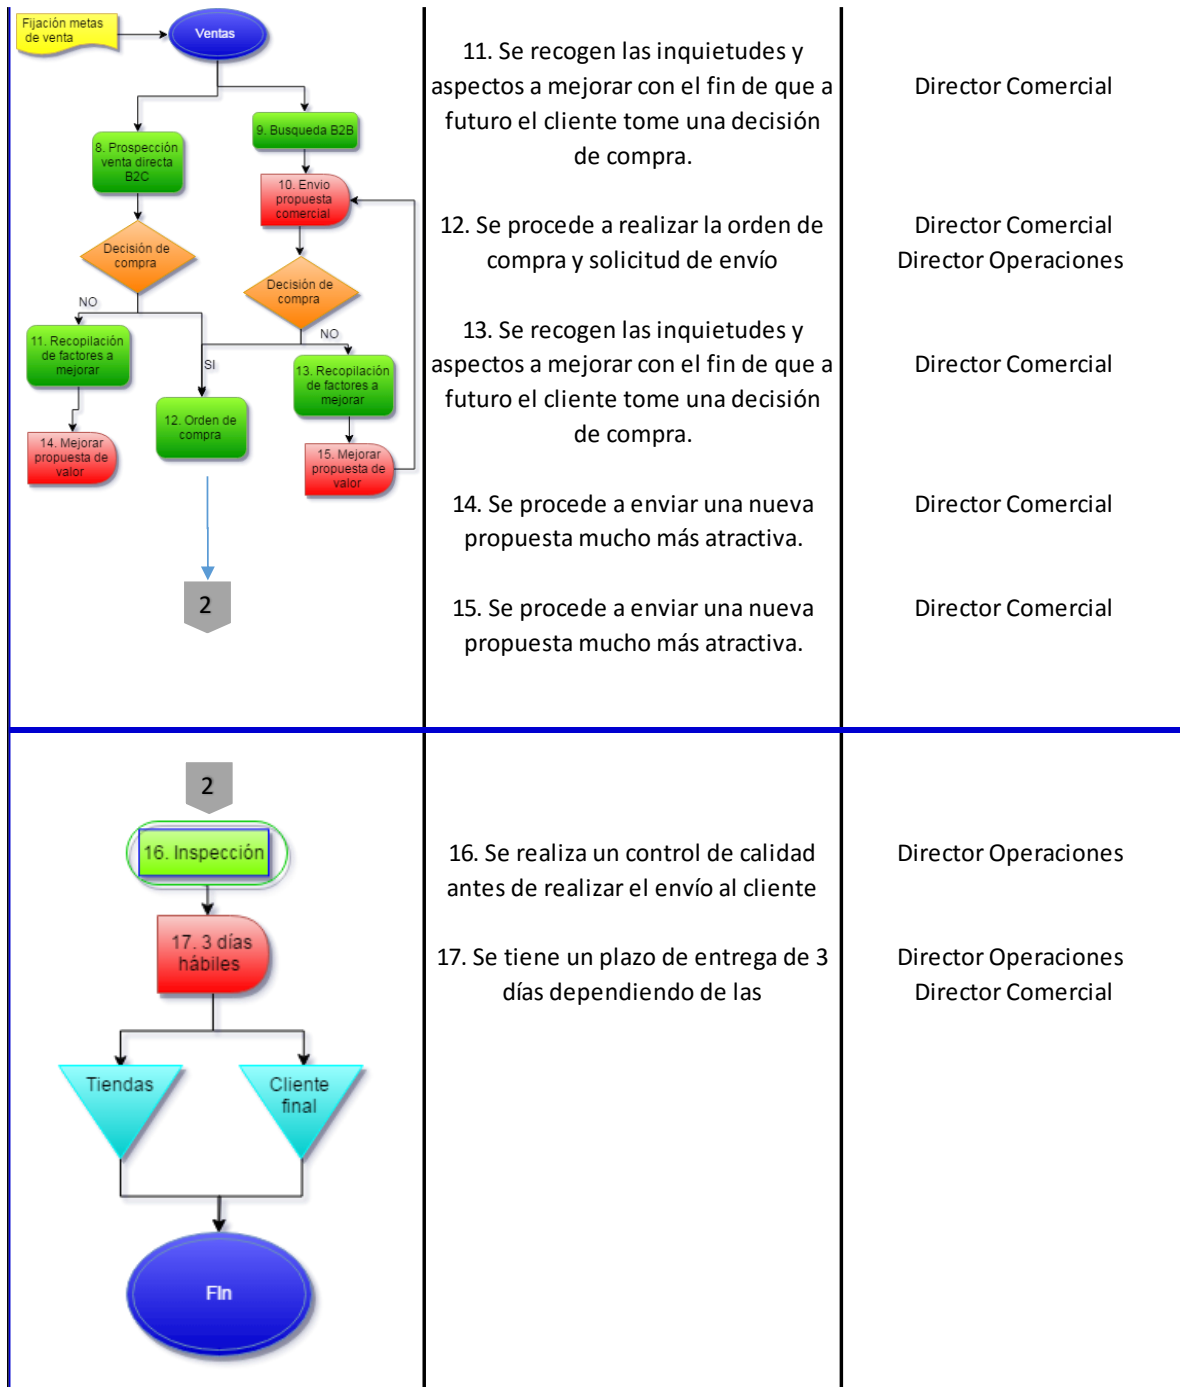 Fijación metas
de venta
Ventas
8. Prospección
venta directa
B2C
9. Busqueda B2B
10. Envío
propuesta
comercial
Decisión de
compra
Decisión de
compra
NO
SI
NO
11. Recopilación
de factores a
mejorar
12. Orden de
compra
13. Recopilación
de factores a
mejorar
14. Mejorar
propuesta de
valor
15. Mejorar
propuesta de
valor
2
11. Se recogen las inquietudes y
aspectos a mejorar con el fin de que a
futuro el cliente tome una decisión
de compra.
Director Comercial
12. Se procede a realizar la orden de
compra y solicitud de envío
Director Comercial
Director Operaciones
13. Se recogen las inquietudes y
aspectos a mejorar con el fin de que a
futuro el cliente tome una decisión
de compra.
Director Comercial
14. Se procede a enviar una nueva
propuesta mucho más atractiva.
Director Comercial
15. Se procede a enviar una nueva
propuesta mucho más atractiva.
Director Comercial
2
16. Inspección
17. 3 días
hábiles
Tiendas
Cliente
final
FIn
16. Se realiza un control de calidad
antes de realizar el envío al cliente
Director Operaciones
17. Se tiene un plazo de entrega de 3
días dependiendo de las
Director Operaciones
Director Comercial